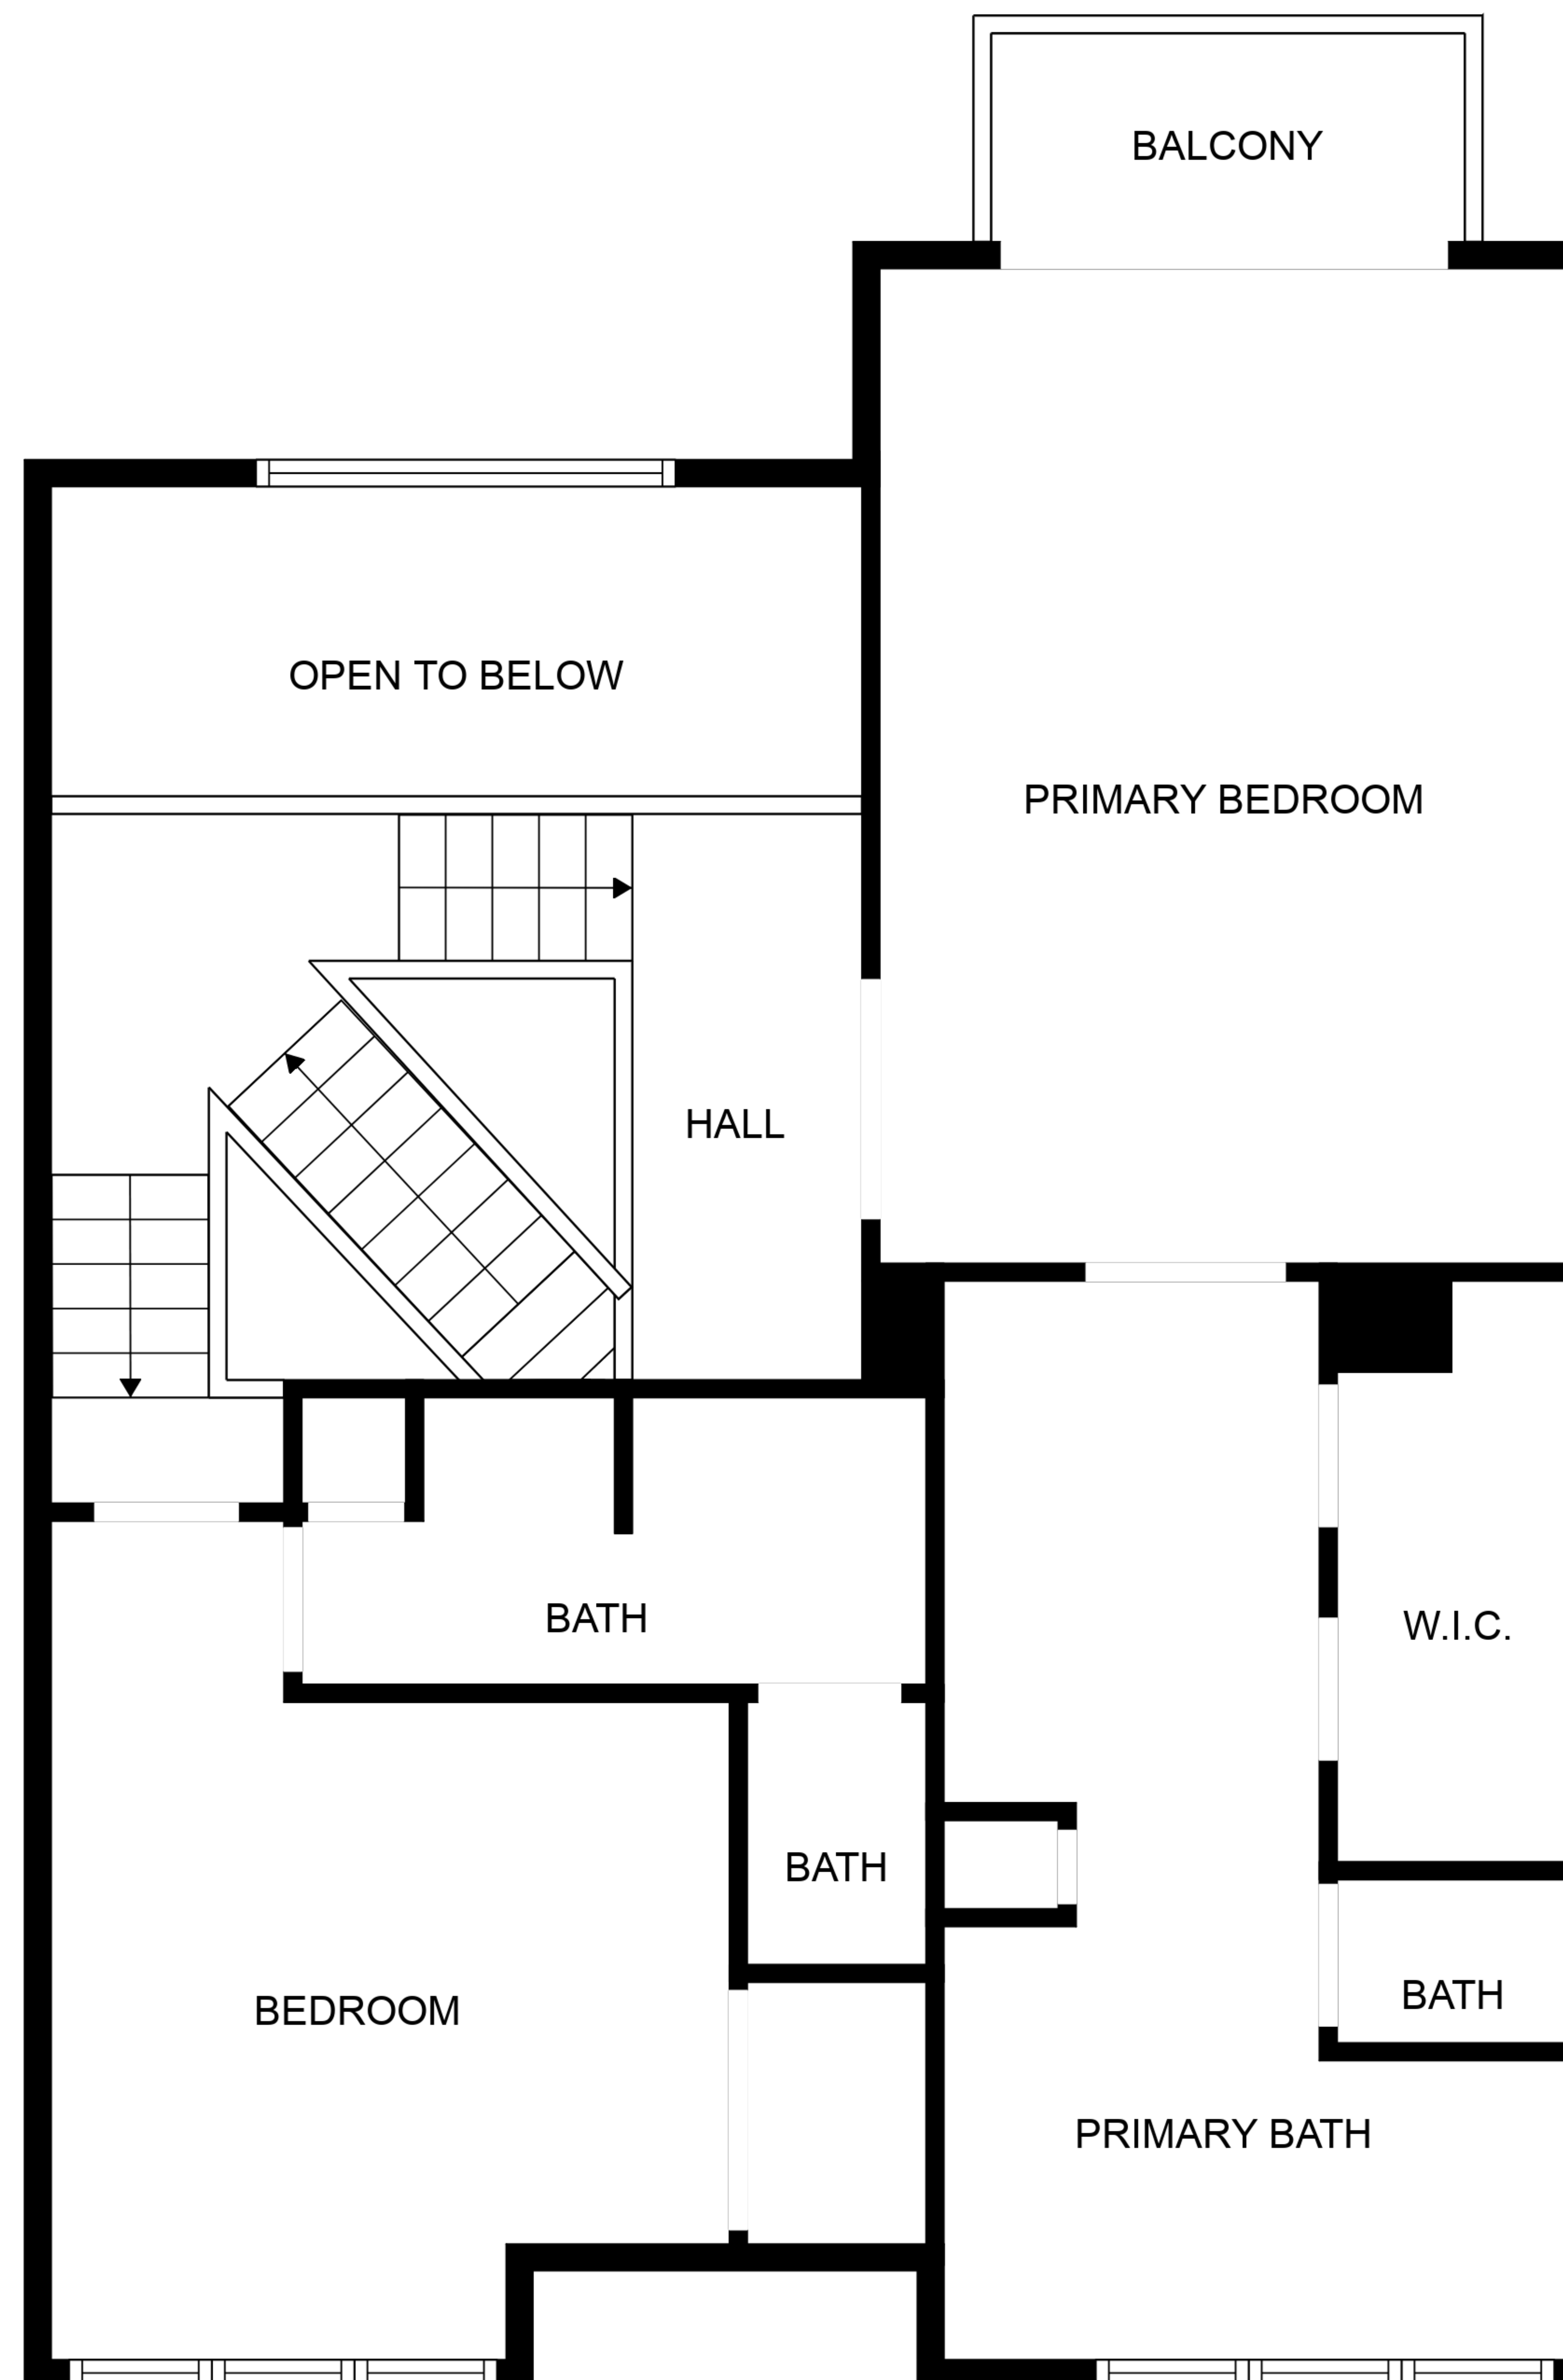 BALCONY
OPEN TO BELOW
PRIMARY BEDROOM
HALL
BATH
W.I.C.
BATH
BATH
BEDROOM
PRIMARY BATH